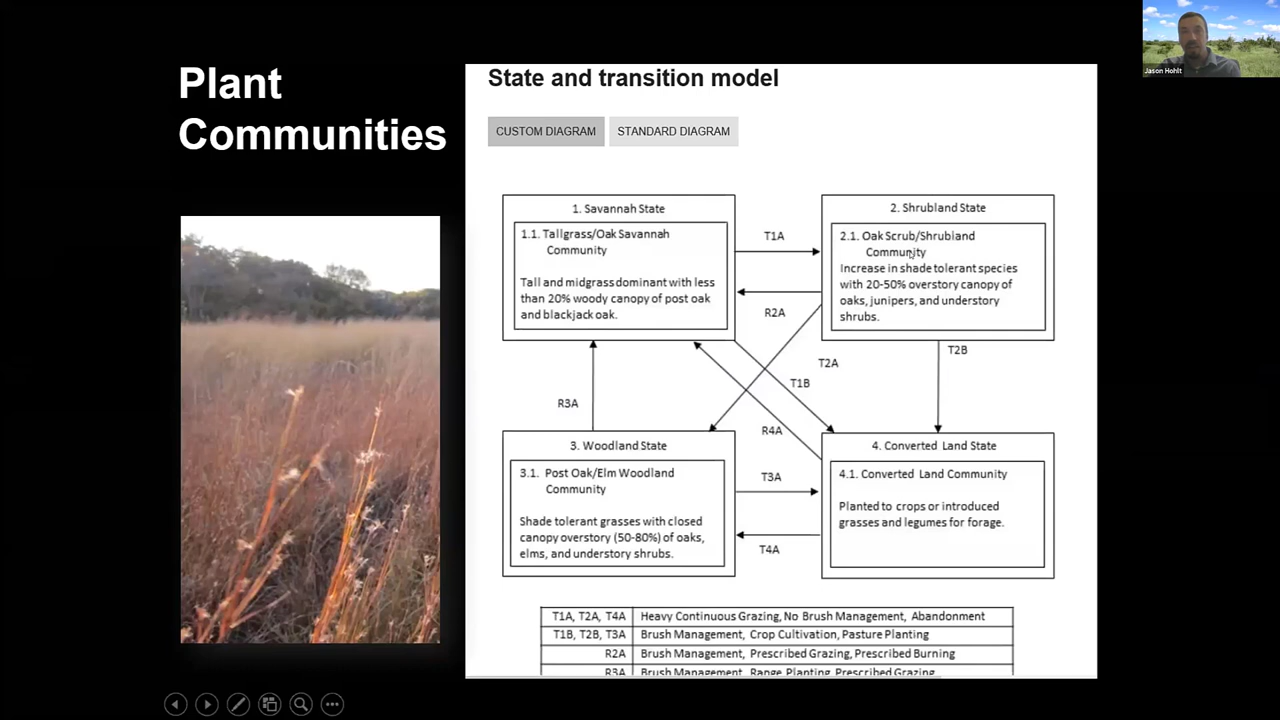 Plant
Communities
Jason Hohlt
State and transition model
CUSTOM DIAGRAM
STANDARD DIAGRAM
1. Savannah State
1.1. Tallgrass/Oak Savannah
Community
Tall and midgrass dominant with less
than 20% woody canopy of post oak
and blackjack oak.
T1A
R2A
2. Shrubland State
2.1. Oak Scrub/Shrubland
Community
Increase in shade tolerant species
with 20-50% overstory canopy of
oaks, junipers, and understory
shrubs.
T2B
T2A
T1B
R3A
R4A
3. Woodland State
3.1. Post Oak/Elm Woodland
Community
Shade tolerant grasses with closed
canopy overstory (50-80%) of oaks,
elms, and understory shrubs.
T3A
T4A
4. Converted Land State
4.1. Converted Land Community
Planted to crops or introduced
grasses and legumes for forage.
T1A, T2A, T4A Heavy Continuous Grazing, No Brush Management, Abandonment
T1B, T2B, T3A Brush Management, Crop Cultivation, Pasture Planting
R2A Brush Management, Prescribed Grazing, Prescribed Burning
R3A Brush Management, Range Planting, Prescribed Grazing